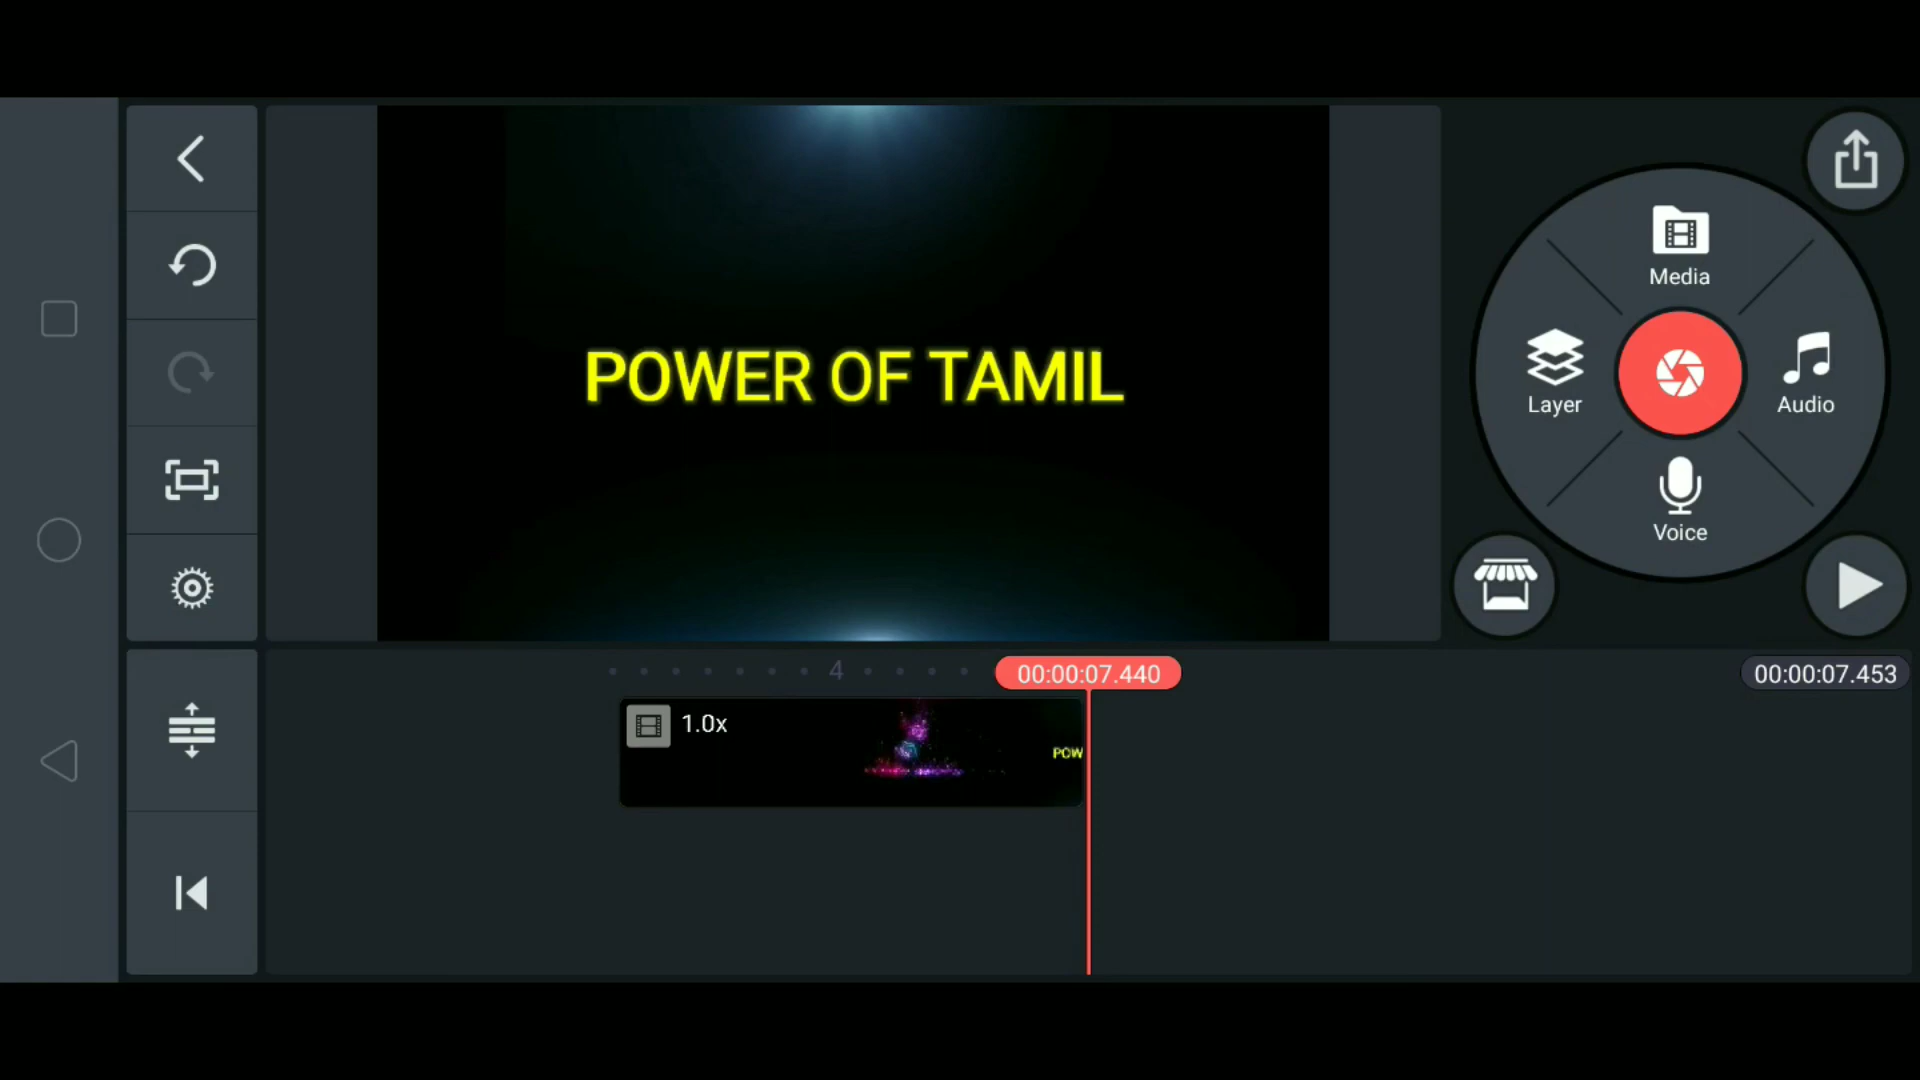 POWER OF TAMIL
Media
Layer
Audio
Voice
4
00:00:07.440
00:00:07.453
1.0x
POW